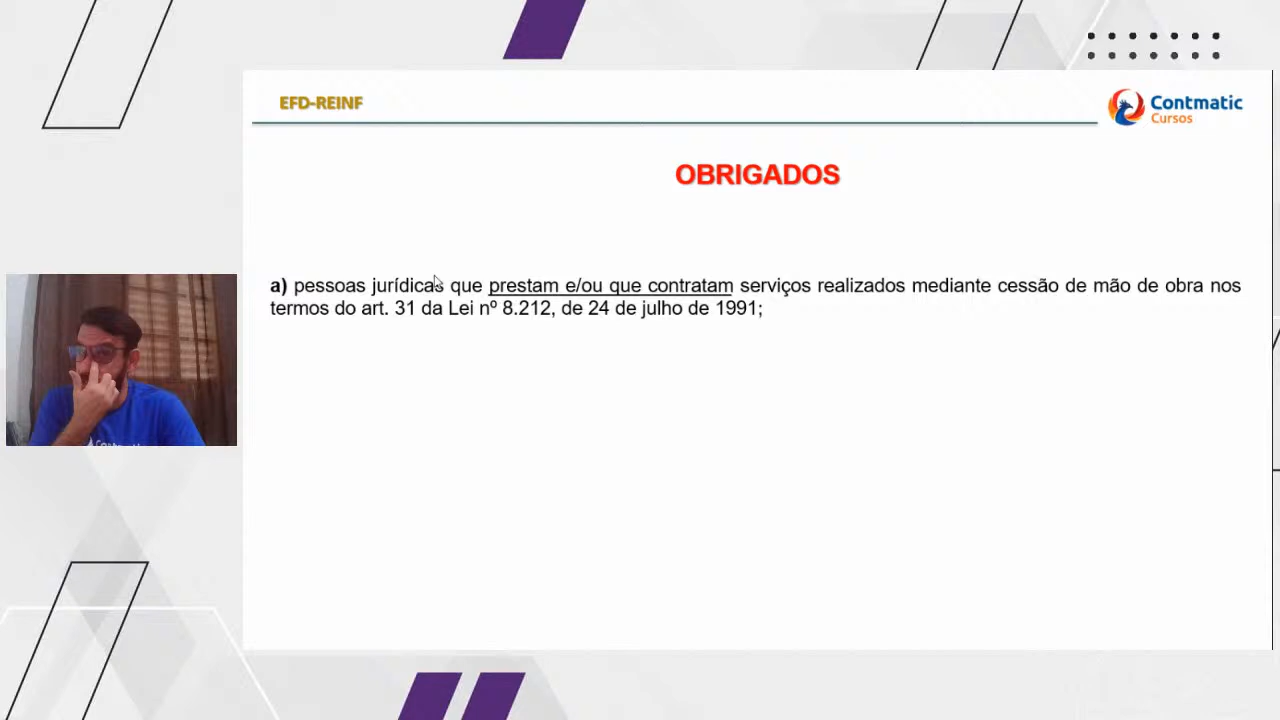 EFD-REINF
Contmatic
Cursos
OBRIGADOS
a) pessoas jurídicas que prestam e/ou que contratam serviços realizados mediante cessão de mão de obra nos
termos do art. 31 da Lei nº 8.212, de 24 de julho de 1991;